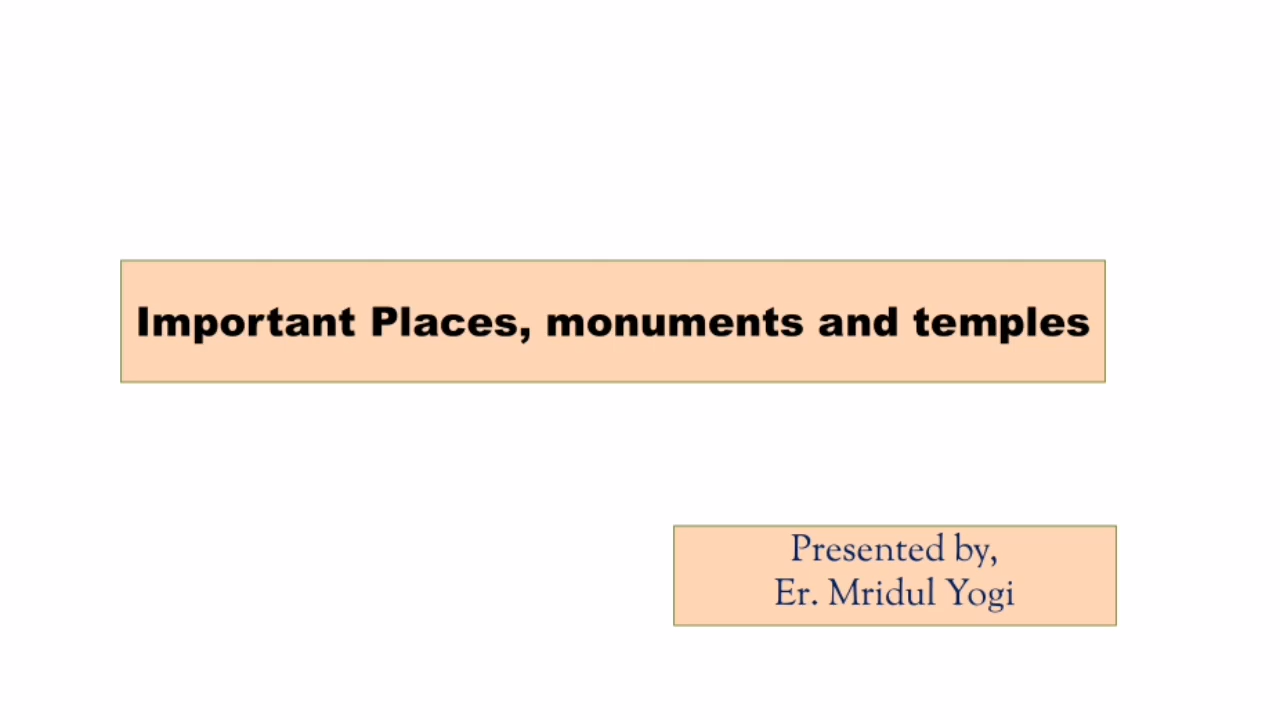 Important Places, monuments and temples
Presented by,
Er. Mridul Yogi